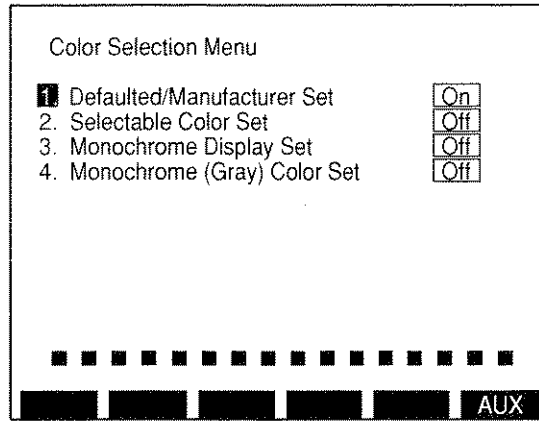 Color Selection Menu
1 Defaulted/Manufacturer Set On
2. Selectable Color Set Off
3. Monochrome Display Set Off
4. Monochrome (Gray) Color Set Off
AUX